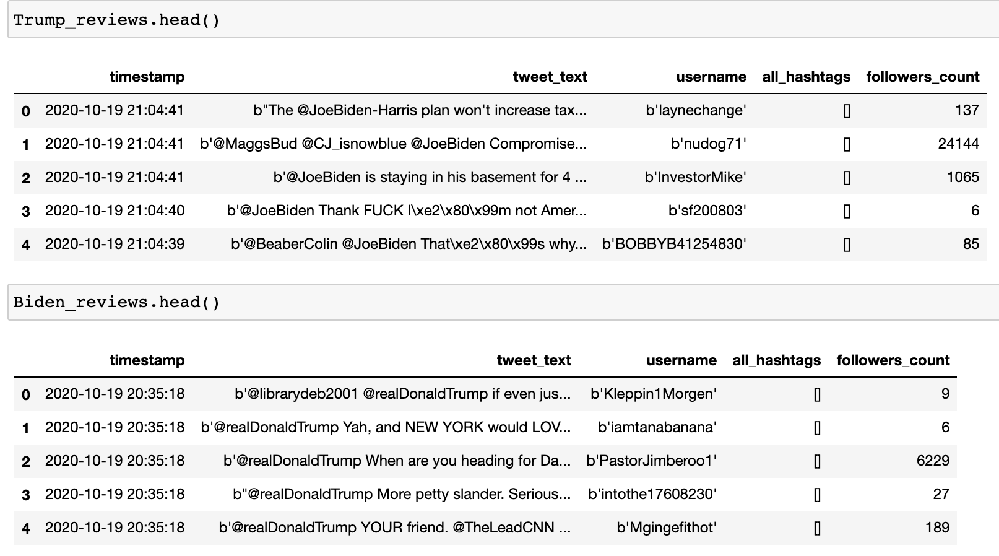 Trump_reviews.head()
timestamp tweet_text username all_hashtags followers_count
0 2020-10-19 21:04:41 b"The @JoeBiden-Harris plan won't increase tax... b'laynechange' [] 137
1 2020-10-19 21:04:41 b'@MaggsBud @CJ_isnowblue @JoeBiden Compromise... b'nudog71' [] 24144
2 2020-10-19 21:04:41 b'@JoeBiden is staying in his basement for 4 ... b'InvestorMike' [] 1065
3 2020-10-19 21:04:40 b'@JoeBiden Thank FUCK I\xe2\x80\x99m not Amer... b'sf200803' [] 6
4 2020-10-19 21:04:39 b'@BeaberColin @JoeBiden That\xe2\x80\x99s why... b'BOBBYB41254830' [] 85
Biden_reviews.head()
timestamp tweet_text username all_hashtags followers_count
0 2020-10-19 20:35:18 b'@librarydeb2001 @realDonaldTrump if even jus... b'Kleppin1Morgen' [] 9
1 2020-10-19 20:35:18 b'@realDonaldTrump Yah, and NEW YORK would LOV... b'iamtanabanana' [] 6
2 2020-10-19 20:35:18 b'@realDonaldTrump When are you heading for Da... b'PastorJimberoo1' [] 6229
3 2020-10-19 20:35:18 b"@realDonaldTrump More petty slander. Serious... b'intothe17608230' [] 27
4 2020-10-19 20:35:18 b'@realDonaldTrump YOUR friend. @TheLeadCNN ... b'Mgingefithot' [] 189